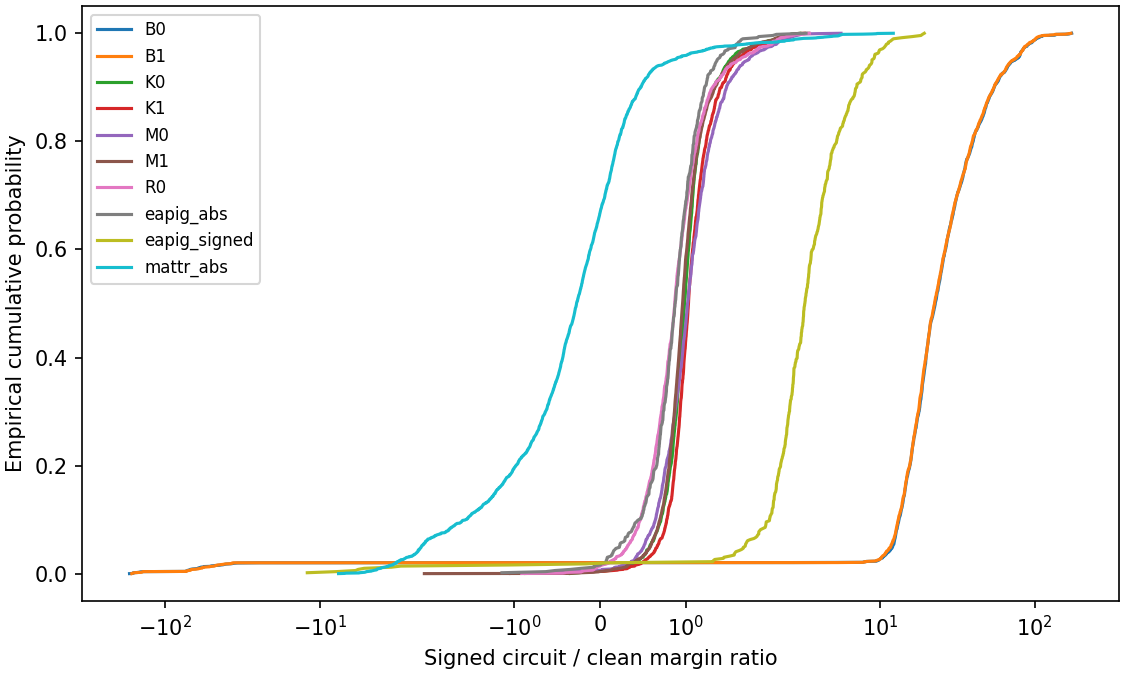 B0
B1
K0
K1
M0
M1
R0
eapig_abs
eapig_signed
mattr_abs
Empirical cumulative probability
1.0
0.8
0.6
0.4
0.2
0.0
−10² −10¹ −10⁰ 0 10⁰ 10¹ 10²
Signed circuit / clean margin ratio